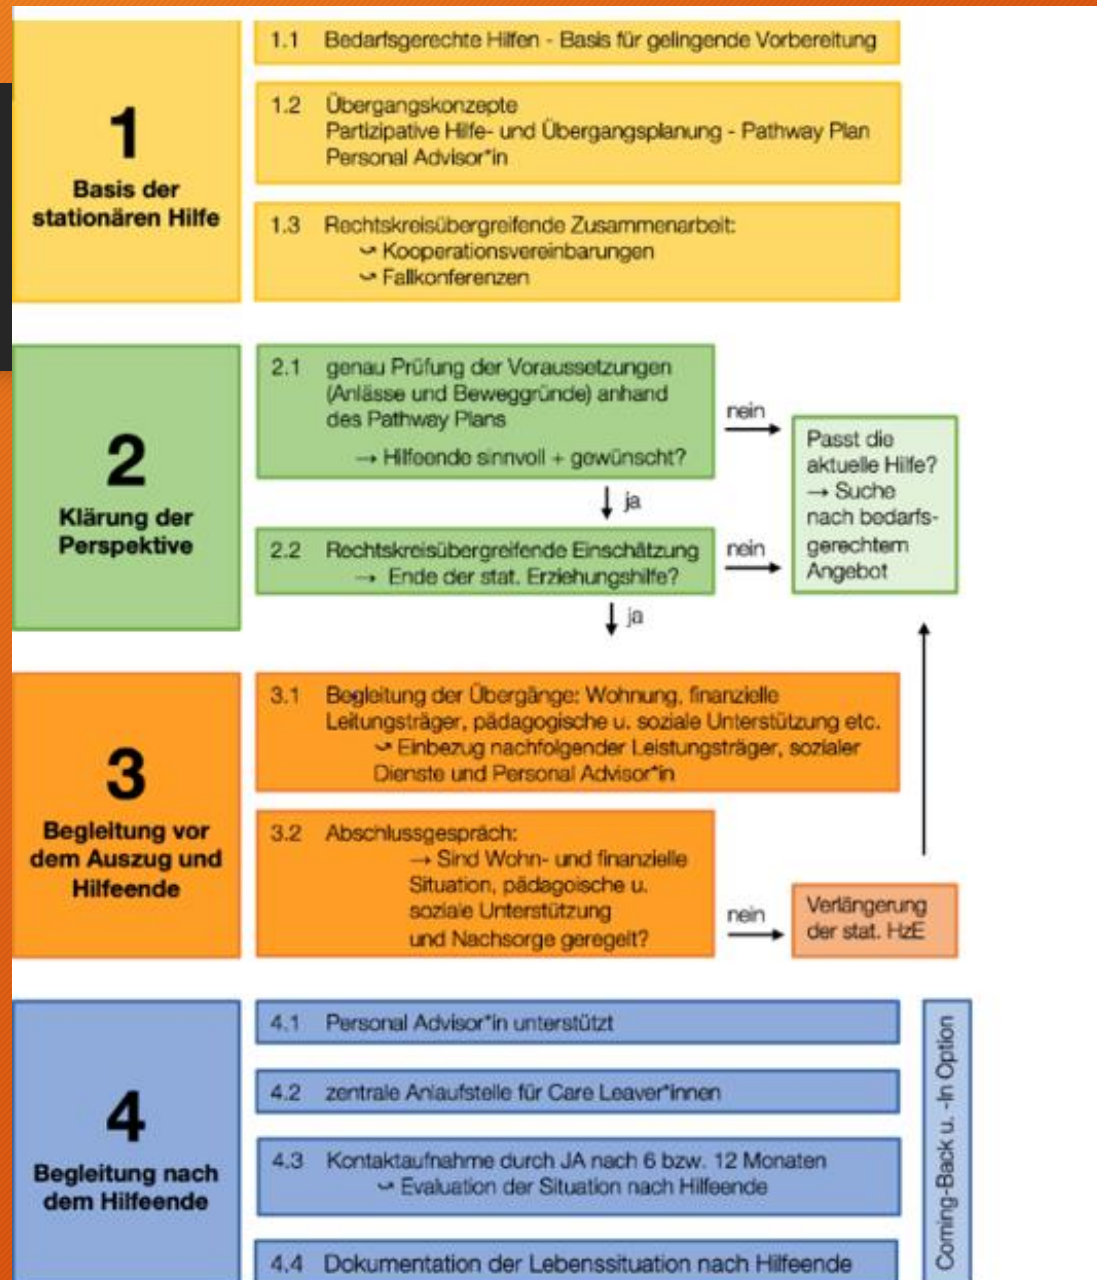 1
Basis der
stationären Hilfe
1.1 Bedarfsgerechte Hilfen - Basis für gelingende Vorbereitung
1.2 Übergangskonzepte
Partizipative Hilfe- und Übergangsplanung - Pathway Plan
Personal Advisor*in
1.3 Rechtskreisübergreifende Zusammenarbeit:
⤻ Kooperationsvereinbarungen
⤻ Fallkonferenzen
2
Klärung der
Perspektive
2.1 genau Prüfung der Voraussetzungen
(Anlässe und Beweggründe) anhand
des Pathway Plans
→ Hilfeende sinnvoll + gewünscht?
nein
ja
2.2 Rechtskreisübergreifende Einschätzung
→ Ende der stat. Erziehungshilfe?
nein
ja
Passt die
aktuelle Hilfe?
→ Suche
nach bedarfs-
gerechtem
Angebot
3
Begleitung vor
dem Auszug und
Hilfeende
3.1 Begleitung der Übergänge: Wohnung, finanzielle
Leitungsträger, pädagogische u. soziale Unterstützung etc.
⤻ Einbezug nachfolgender Leistungsträger, sozialer
Dienste und Personal Advisor*in
3.2 Abschlussgespräch:
→ Sind Wohn- und finanzielle
Situation, pädagoische u.
soziale Unterstützung
und Nachsorge geregelt?
nein
Verlängerung
der stat. HzE
4
Begleitung nach
dem Hilfeende
4.1 Personal Advisor*in unterstützt
4.2 zentrale Anlaufstelle für Care Leaver*innen
4.3 Kontaktaufnahme durch JA nach 6 bzw. 12 Monaten
⤻ Evaluation der Situation nach Hilfeende
4.4 Dokumentation der Lebenssituation nach Hilfeende
Coming-Back u. -In Option